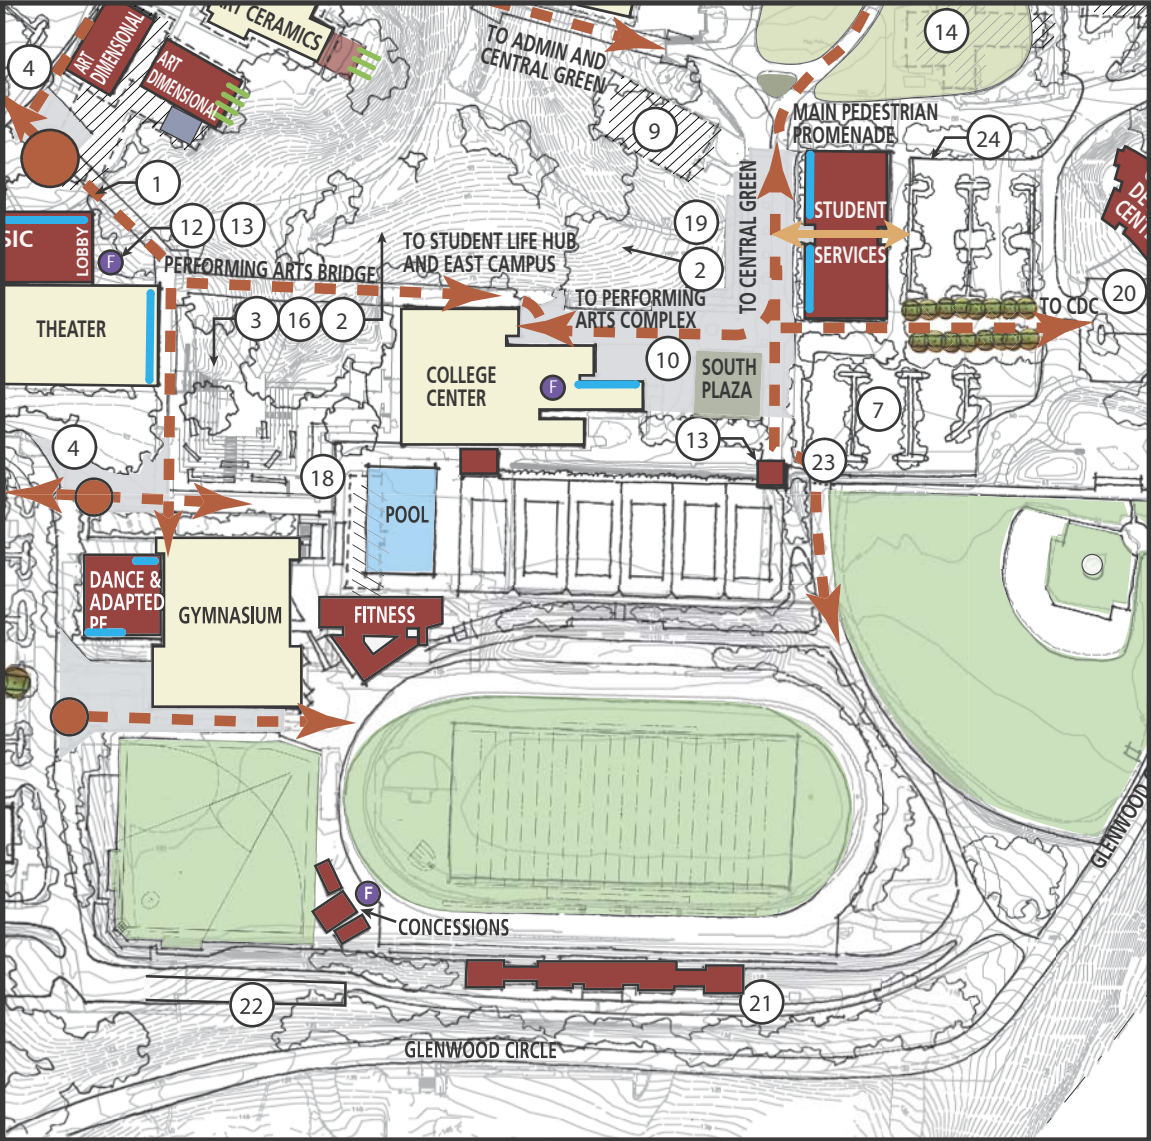 ART
DIMENSIONAL
ART
DIMENSIONAL
ART CERAMICS
TO ADMIN AND
CENTRAL GREEN
14
4
9
MAIN PEDESTRIAN
PROMENADE
24
1
12
13
19
2
STUDENT
SERVICES
TO CENTRAL GREEN
SIC
LOBBY
F
PERFORMING ARTS BRIDGE
TO STUDENT LIFE HUB
AND EAST CAMPUS
TO PERFORMING
ARTS COMPLEX
20
TO CDC
THEATER
3
16
2
10
SOUTH
PLAZA
COLLEGE
CENTER
F
7
4
13
23
18
POOL
DANCE &
ADAPTED
PE
GYMNASIUM
FITNESS
F
CONCESSIONS
GLENWOOD
22
21
GLENWOOD CIRCLE